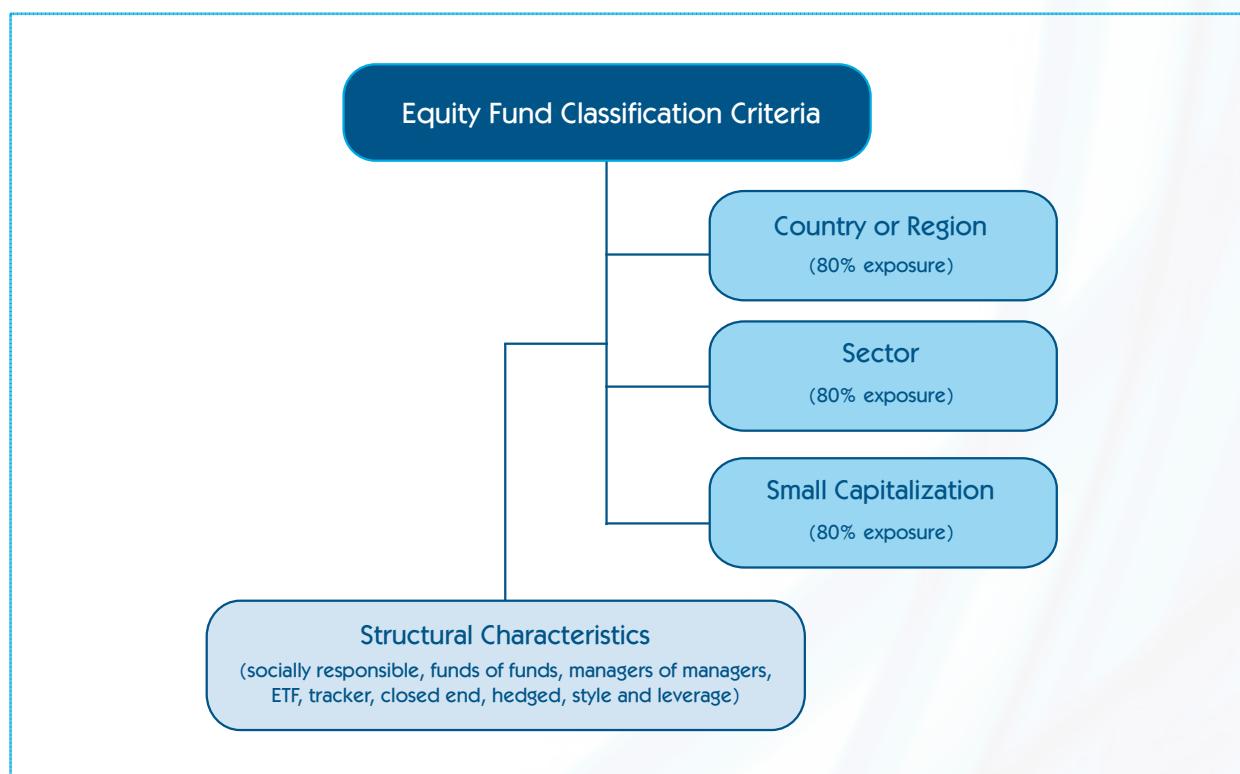 Equity Fund Classification Criteria
Country or Region
(80% exposure)
Sector
(80% exposure)
Small Capitalization
(80% exposure)
Structural Characteristics
(socially responsible, funds of funds, managers of managers,
ETF, tracker, closed end, hedged, style and leverage)